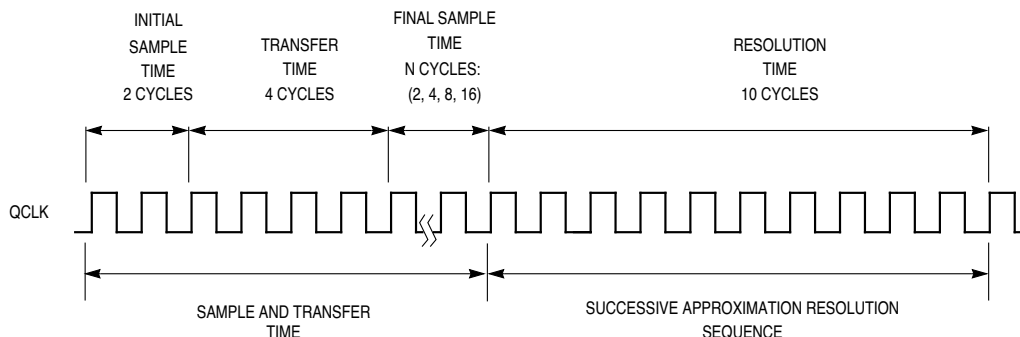 INITIAL
SAMPLE
TIME
2 CYCLES
TRANSFER
TIME
4 CYCLES
FINAL SAMPLE
TIME
N CYCLES:
(2, 4, 8, 16)
RESOLUTION
TIME
10 CYCLES
QCLK
SAMPLE AND TRANSFER
TIME
SUCCESSIVE APPROXIMATION RESOLUTION
SEQUENCE